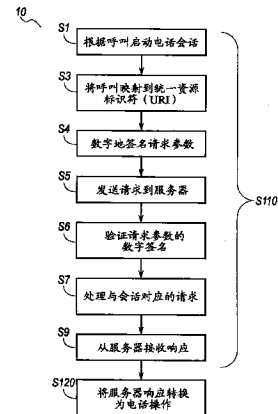 10
S1
根据呼叫启动电话会话
S3
将呼叫映射到统一资源
标识符（URI）
S4
数字地签名请求参数
S5
发送请求到服务器
S110
S6
验证请求参数的
数字签名
S7
处理与会话对应的请求
S9
从服务器接收响应
S120
将服务器响应转换
为电话操作